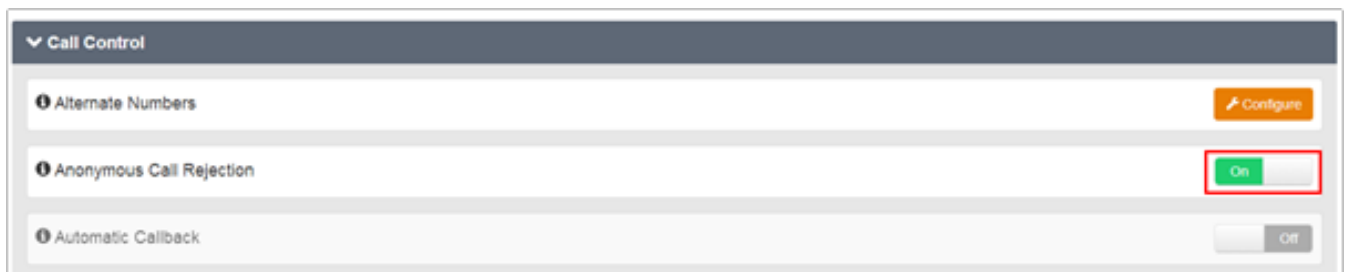 Call Control
Alternate Numbers
Configure
Anonymous Call Rejection
On
Automatic Callback
Off